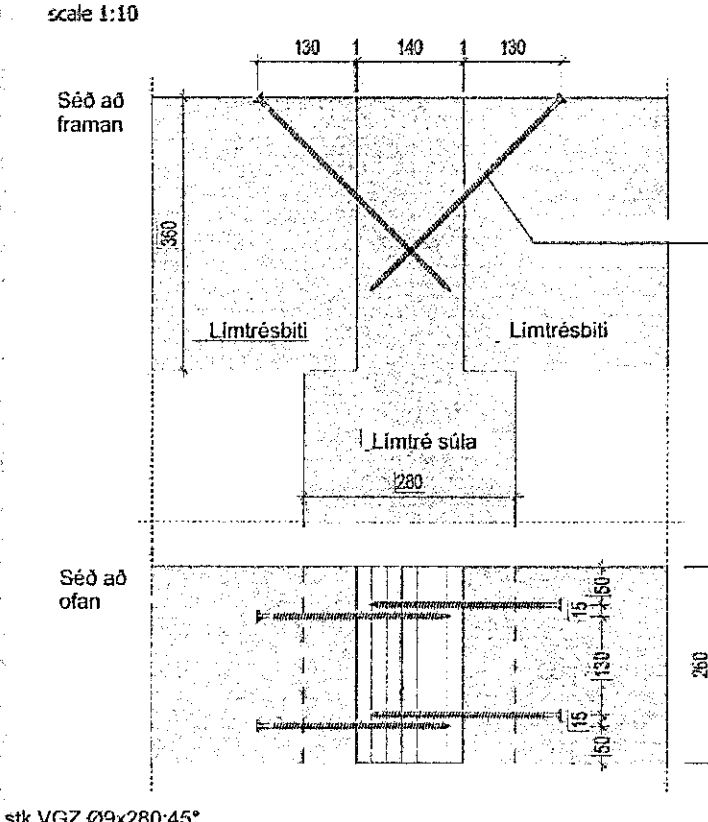 scale 1:10
130 1 140 1 130
Séð að
framan
360
Límtrésbiti
Límtrésbiti
Límtré súla
280
Séð að
ofan
50
15
130
15
50
260
stk VGZ Ø9x280:45°